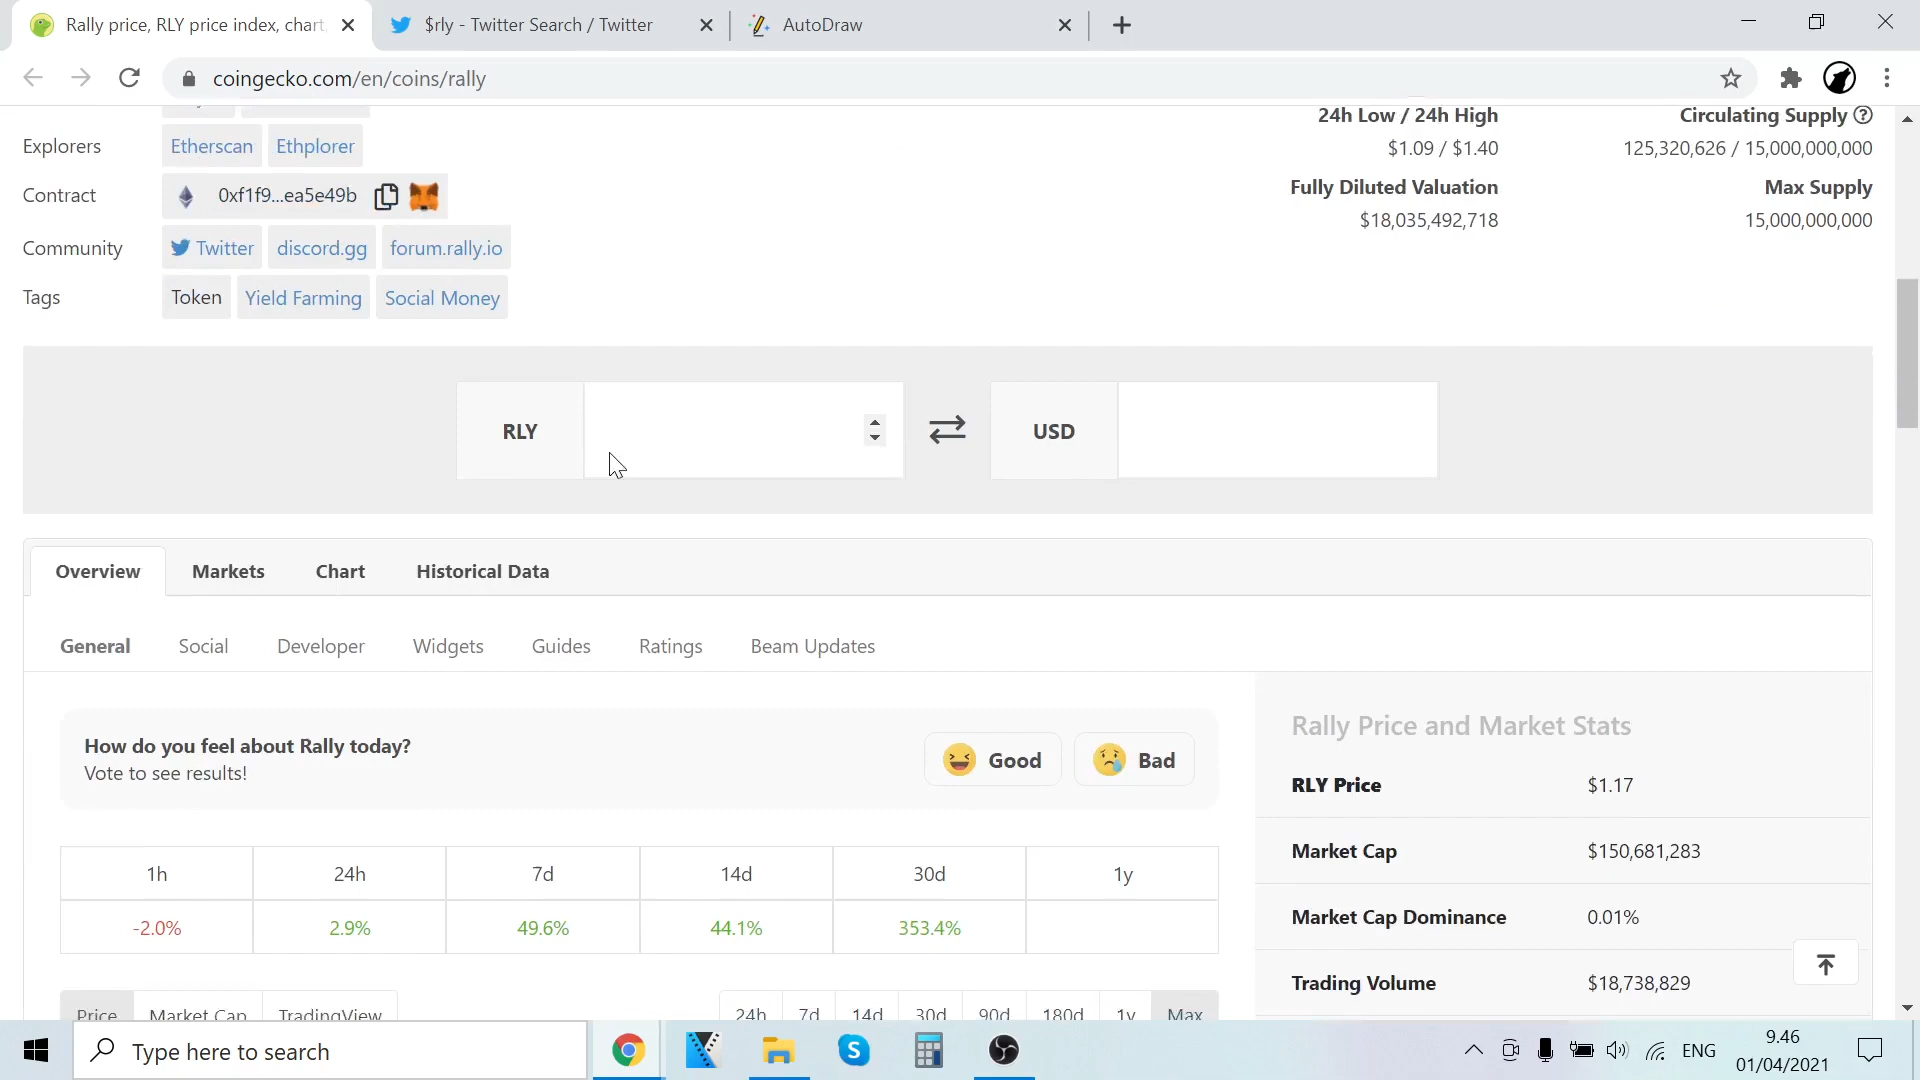 Rally price, RLY price index, chart,
$rly - Twitter Search / Twitter
AutoDraw
coingecko.com/en/coins/rally
24h Low / 24h High
$1.09 / $1.40
Circulating Supply
125,320,626 / 15,000,000,000
Explorers
Etherscan
Ethplorer
Fully Diluted Valuation
$18,035,492,718
Max Supply
15,000,000,000
Contract
0xf1f9...ea5e49b
Community
Twitter
discord.gg
forum.rally.io
Tags
Token
Yield Farming
Social Money
RLY
USD
Overview
Markets
Chart
Historical Data
General
Social
Developer
Widgets
Guides
Ratings
Beam Updates
How do you feel about Rally today?
Vote to see results!
Good
Bad
Rally Price and Market Stats
RLY Price
$1.17
Market Cap
$150,681,283
Market Cap Dominance
0.01%
Trading Volume
$18,738,829
1h
24h
7d
14d
30d
1y
-2.0%
2.9%
49.6%
44.1%
353.4%
Price
Market Cap
TradingView
24h
7d
14d
30d
90d
180d
1y
Max
Type here to search
ENG
9.46
01/04/2021